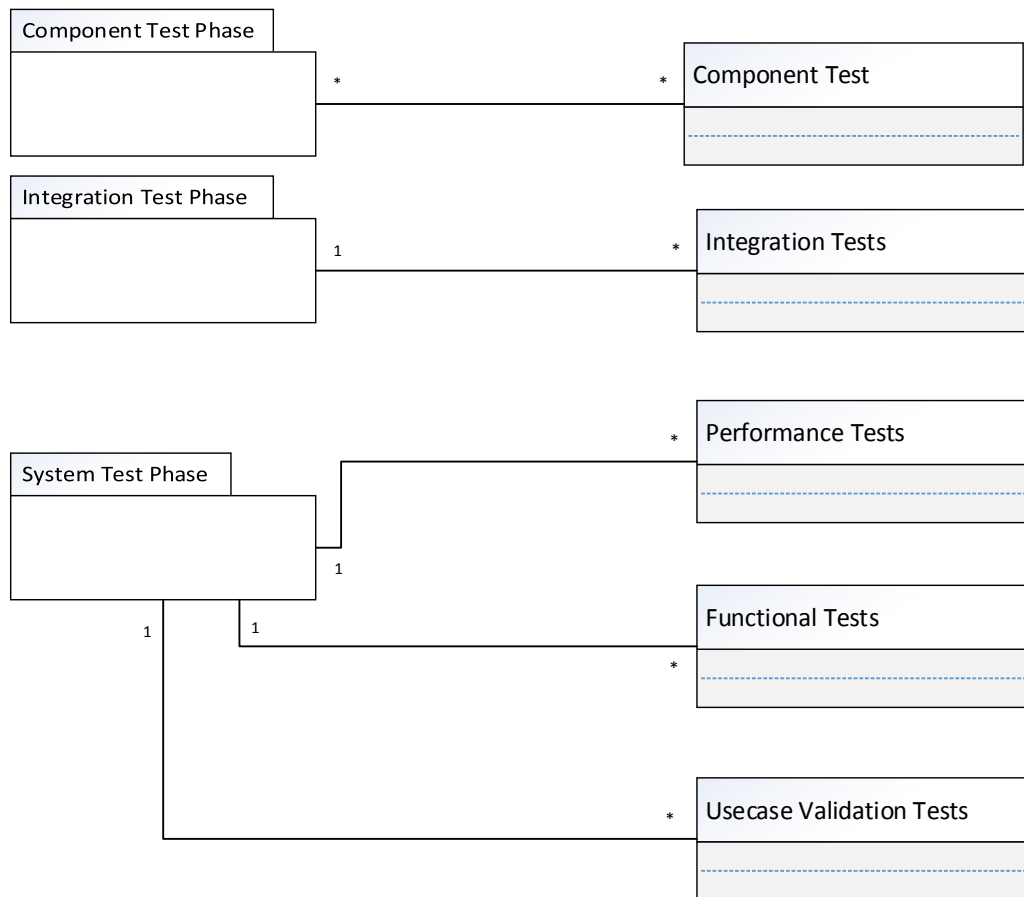 Component Test Phase
* *
Component Test
Integration Test Phase
1 *
Integration Tests
Performance Tests
*
System Test Phase
1
Functional Tests
1 1
*
Usecase Validation Tests
*